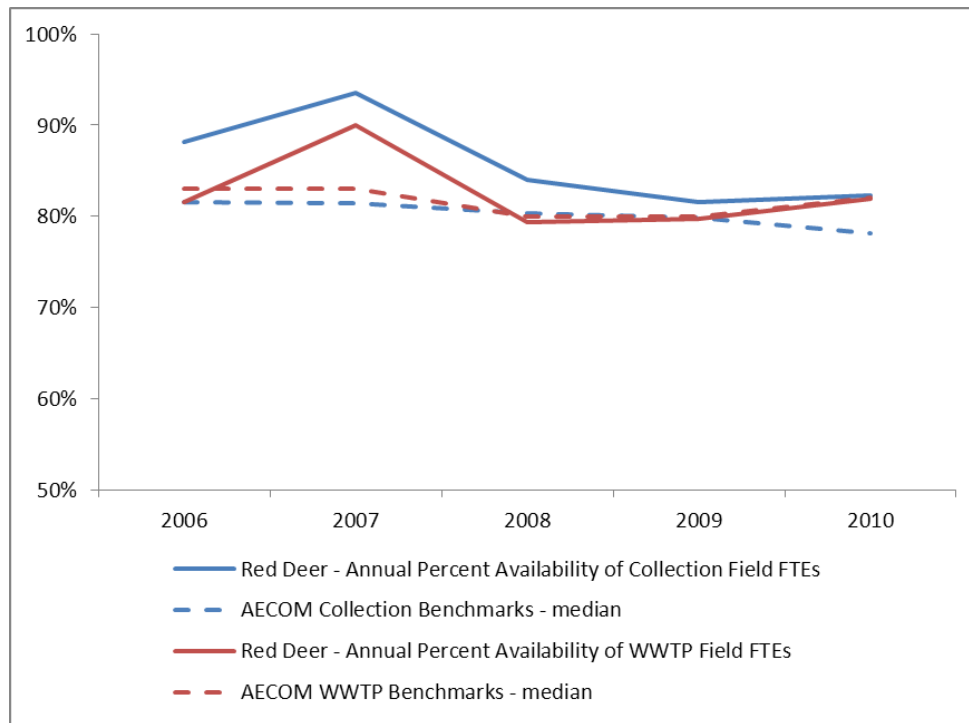 100%
90%
80%
70%
60%
50%
2006 2007 2008 2009 2010
Red Deer - Annual Percent Availability of Collection Field FTEs
AECOM Collection Benchmarks - median
Red Deer - Annual Percent Availability of WWTP Field FTEs
AECOM WWTP Benchmarks - median